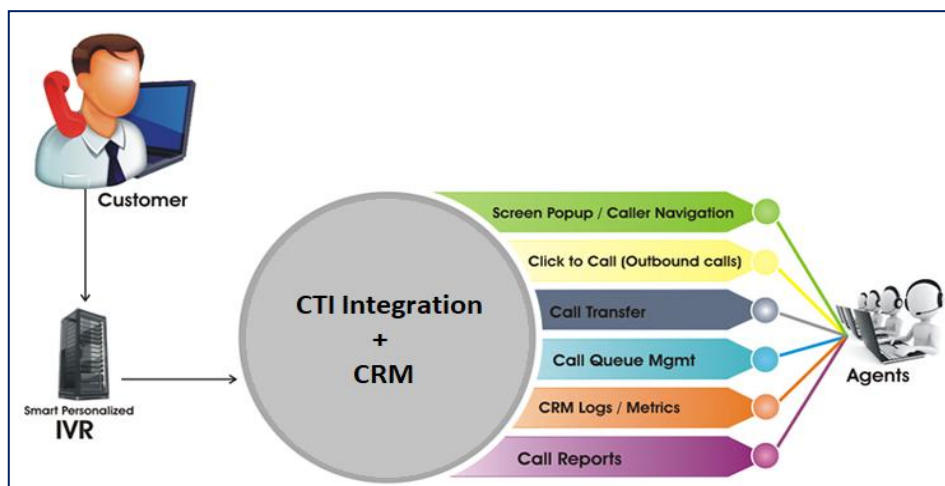 Customer
Smart Personalized
IVR
CTI Integration
+
CRM
Screen Popup / Caller Navigation
Click to Call (Outbound calls)
Call Transfer
Call Queue Mgmt
CRM Logs / Metrics
Call Reports
Agents